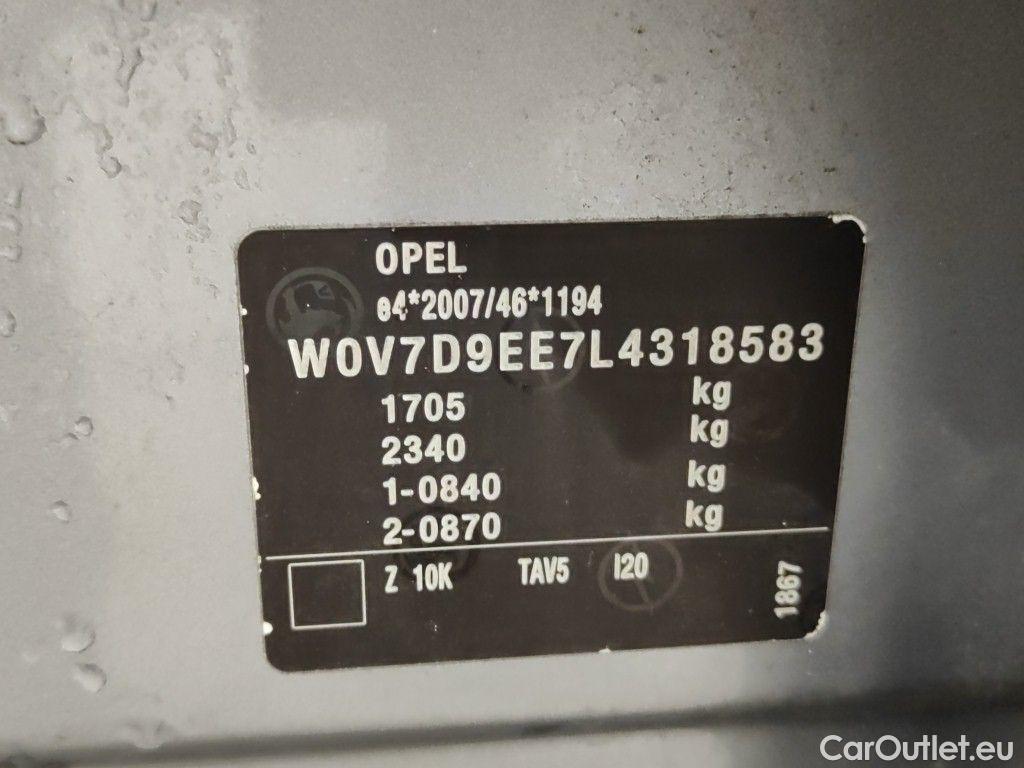 OPEL
e4*2007/46*1194
W0V7D9EE7L4318583
1705 kg
2340 kg
1-0840 kg
2-0870 kg
Z 10K TAV5 I20
1867
CarOutlet.eu